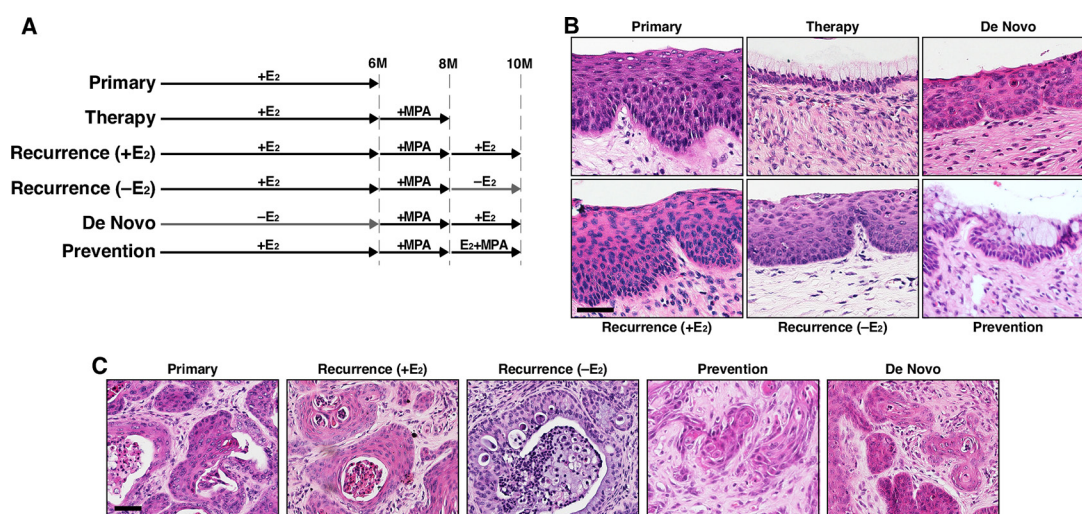 A
6M 8M 10M
Primary +E2
Therapy +E2 +MPA
Recurrence (+E2) +E2 +MPA +E2
Recurrence (–E2) +E2 +MPA –E2
De Novo –E2 +MPA +E2
Prevention +E2 +MPA E2+MPA
B
Primary Therapy De Novo
Recurrence (+E2) Recurrence (–E2) Prevention
C
Primary Recurrence (+E2) Recurrence (–E2) Prevention De Novo